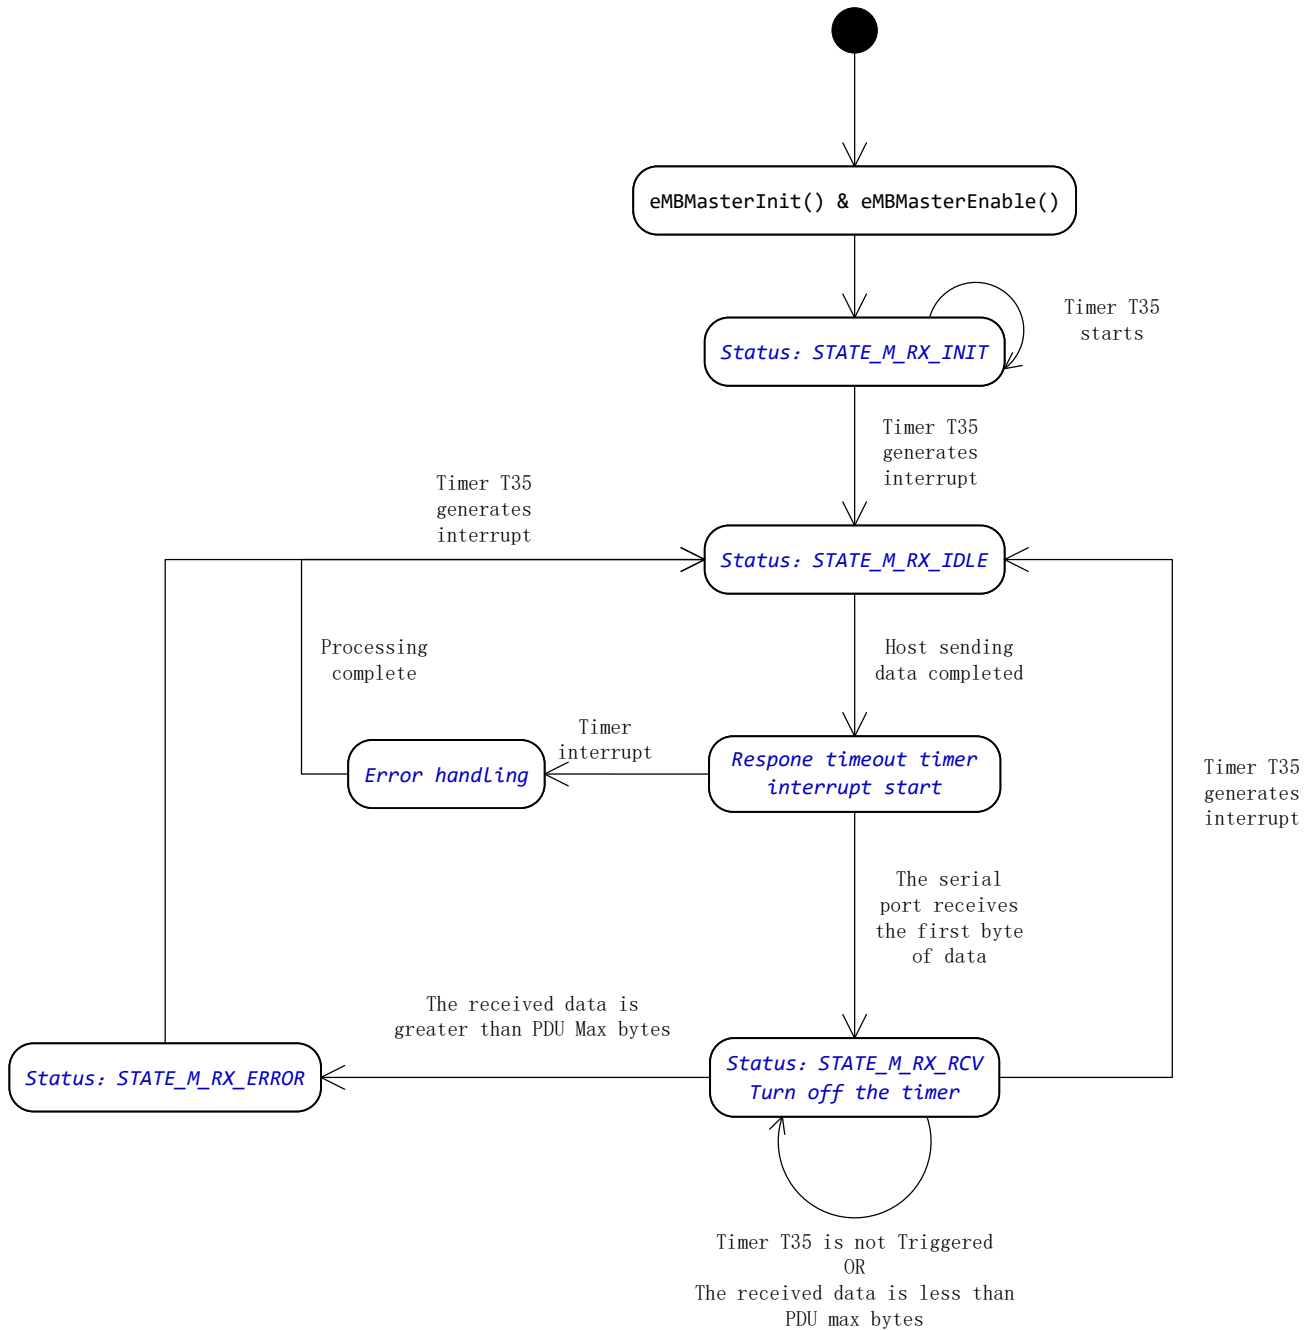 eMBMasterInit() & eMBMasterEnable()
Timer T35
starts
Status: STATE_M_RX_INIT
Timer T35
generates
interrupt
Timer T35
generates
interrupt
Status: STATE_M_RX_IDLE
Processing
complete
Host sending
data completed
Timer
interrupt
Error handling
Respone timeout timer
interrupt start
Timer T35
generates
interrupt
The serial
port receives
the first byte
of data
The received data is
greater than PDU Max bytes
Status: STATE_M_RX_ERROR
Status: STATE_M_RX_RCV
Turn off the timer
Timer T35 is not Triggered
OR
The received data is less than
PDU max bytes